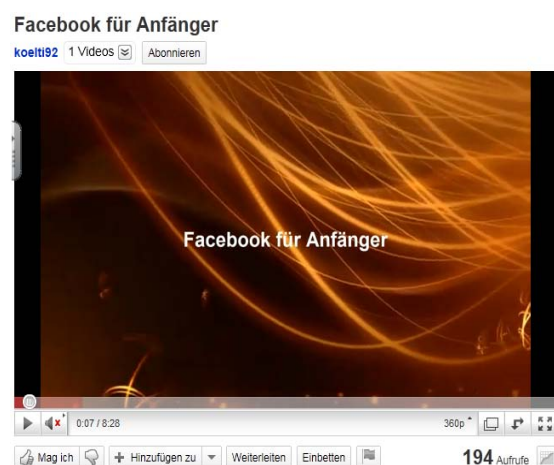 Facebook für Anfänger
koelti92 1 Videos Abonnieren
Facebook für Anfänger
0:07 / 8:28 360p
Mag ich Hinzufügen zu Weiterleiten Einbetten 194 Aufrufe